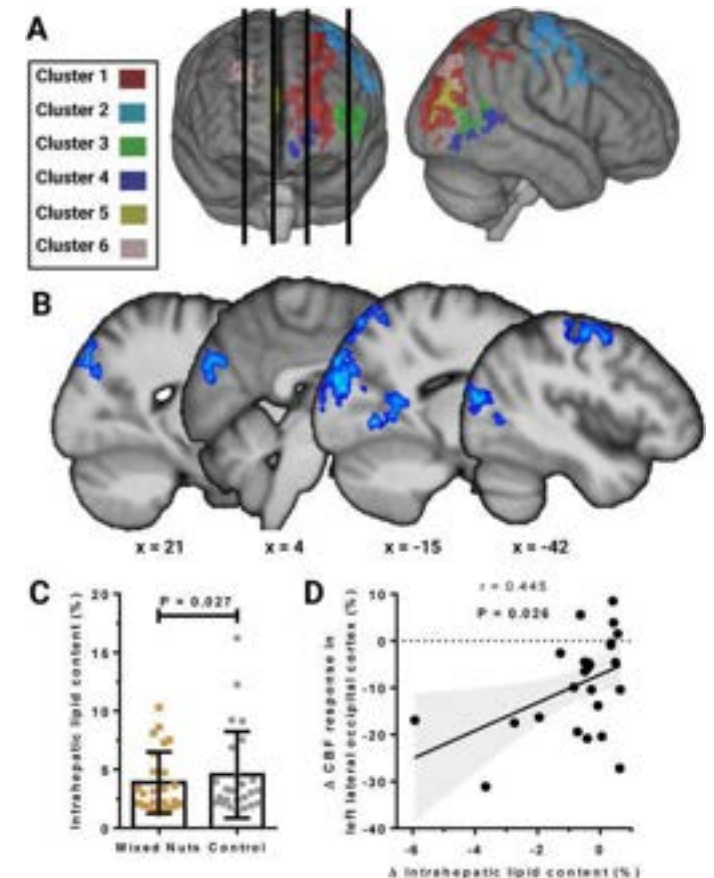 A
Cluster 1
Cluster 2
Cluster 3
Cluster 4
Cluster 5
Cluster 6
B
x = 21
x = 4
x = -15
x = -42
C
Intrahepatic lipid content (%)
20
15
10
5
0
P = 0.027
Mixed Nuts Control
D
Δ CBF response in
left lateral occipital cortex (%)
r = 0.445
P = 0.026
10
0
-10
-20
-30
-40
-6
-4
-2
0
Δ Intrahepatic lipid content (%)